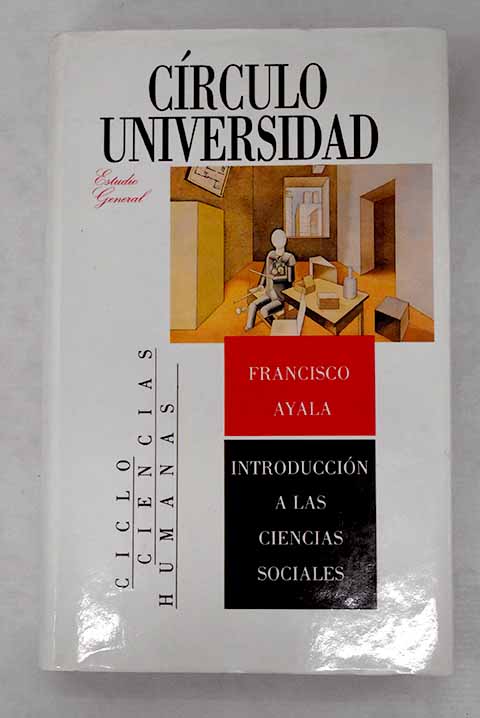 CÍRCULO
UNIVERSIDAD
Estudio
General
FRANCISCO
AYALA
INTRODUCCIÓN
A LAS
CIENCIAS
SOCIALES
CICLO
CIENCIAS
HUMANAS